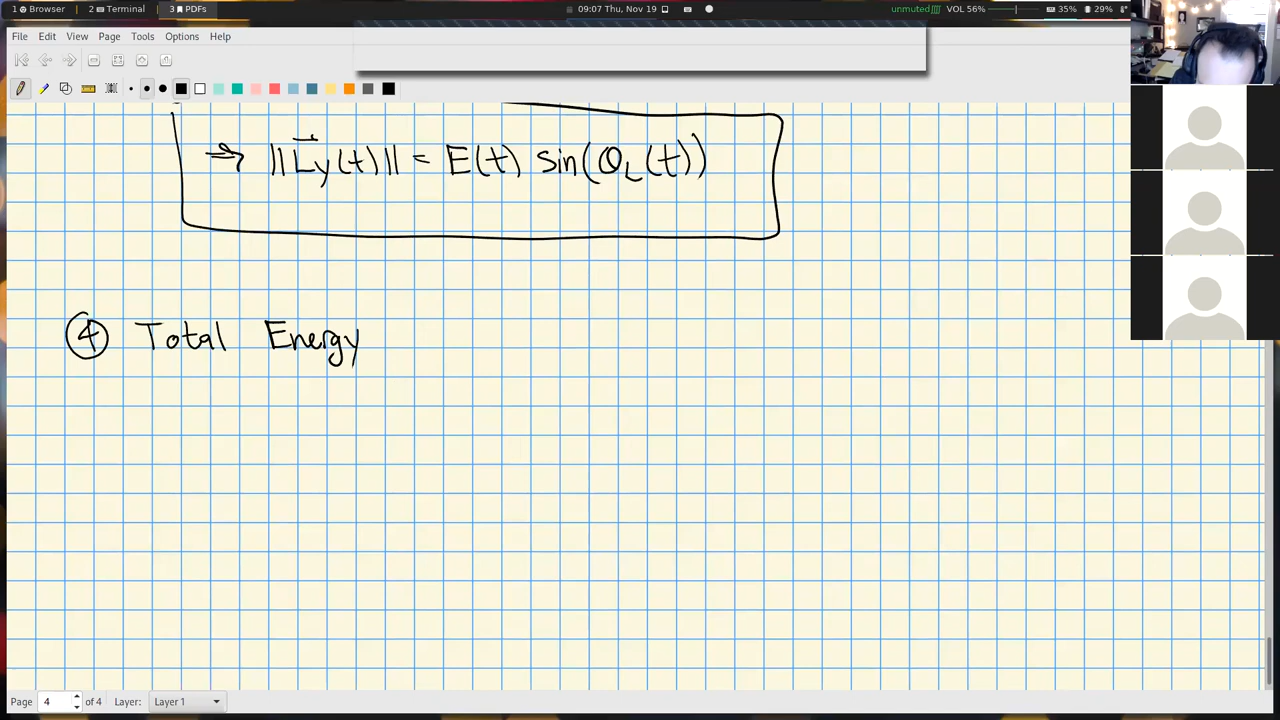 1 Browser 2 Terminal 3 PDFs 09:07 Thu, Nov 19 unmuted VOL 56% 35% 29%
File Edit View Page Tools Options Help
⇒ ||L⃗y(t)|| = E(t) sin(θL(t))
④ Total Energy
Page 4 of 4 Layer: Layer 1